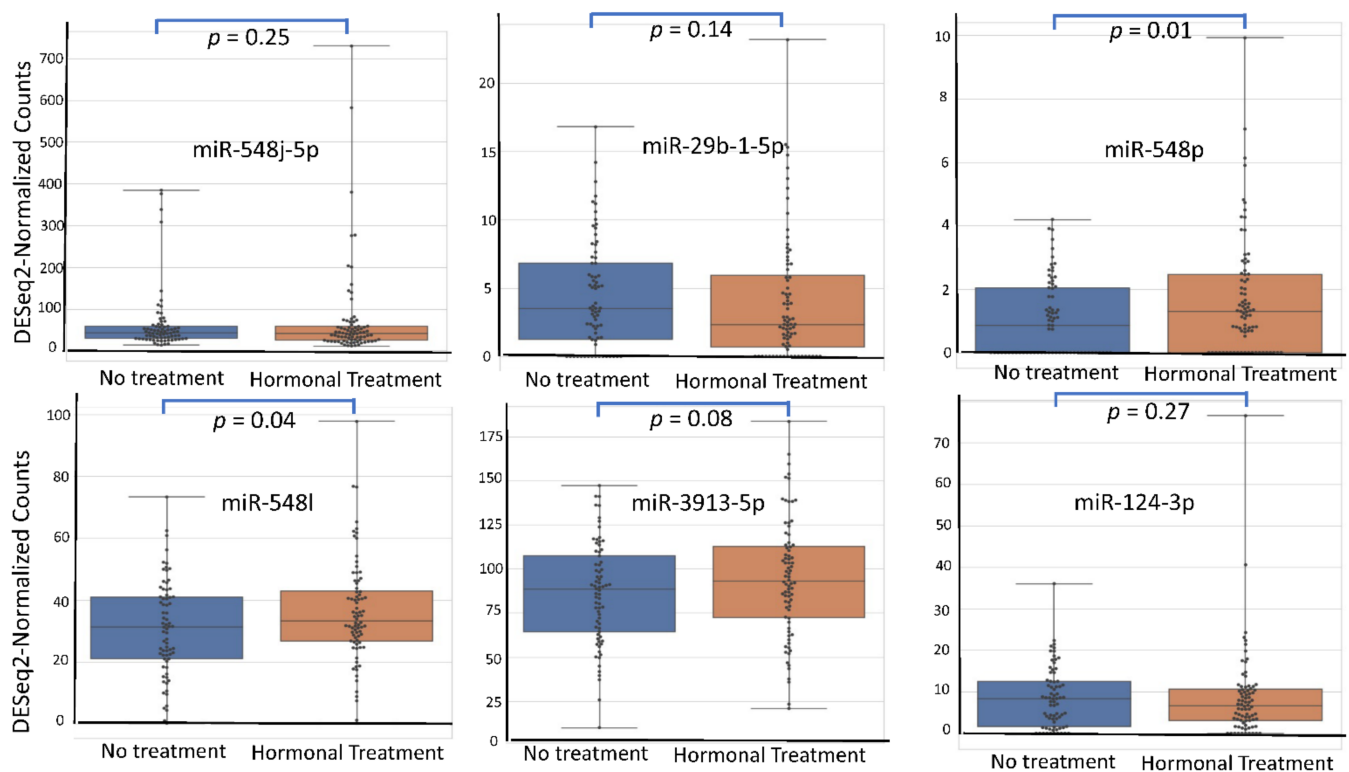 p = 0.25
p = 0.14
p = 0.01
DESeq2-Normalized Counts
700
600
500
400
300
200
100
0
miR-548j-5p
20
15
10
5
0
miR-29b-1-5p
10
8
6
4
2
0
miR-548p
No treatment
Hormonal Treatment
No treatment
Hormonal Treatment
No treatment
Hormonal Treatment
p = 0.04
p = 0.08
p = 0.27
DESeq2-Normalized Counts
100
80
60
40
20
0
miR-548l
175
150
125
100
75
50
25
0
miR-3913-5p
70
60
50
40
30
20
10
0
miR-124-3p
No treatment
Hormonal Treatment
No treatment
Hormonal Treatment
No treatment
Hormonal Treatment